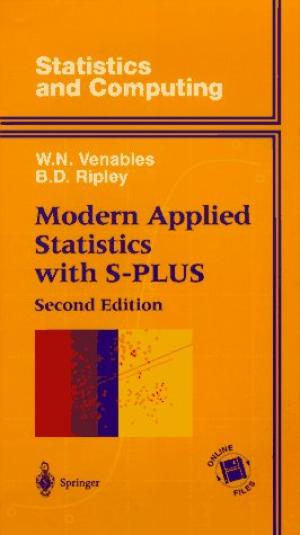 Statistics
and Computing
W.N. Venables
B.D. Ripley
Modern Applied
Statistics
with S-PLUS
Second Edition
Springer
ONLINE
FILES